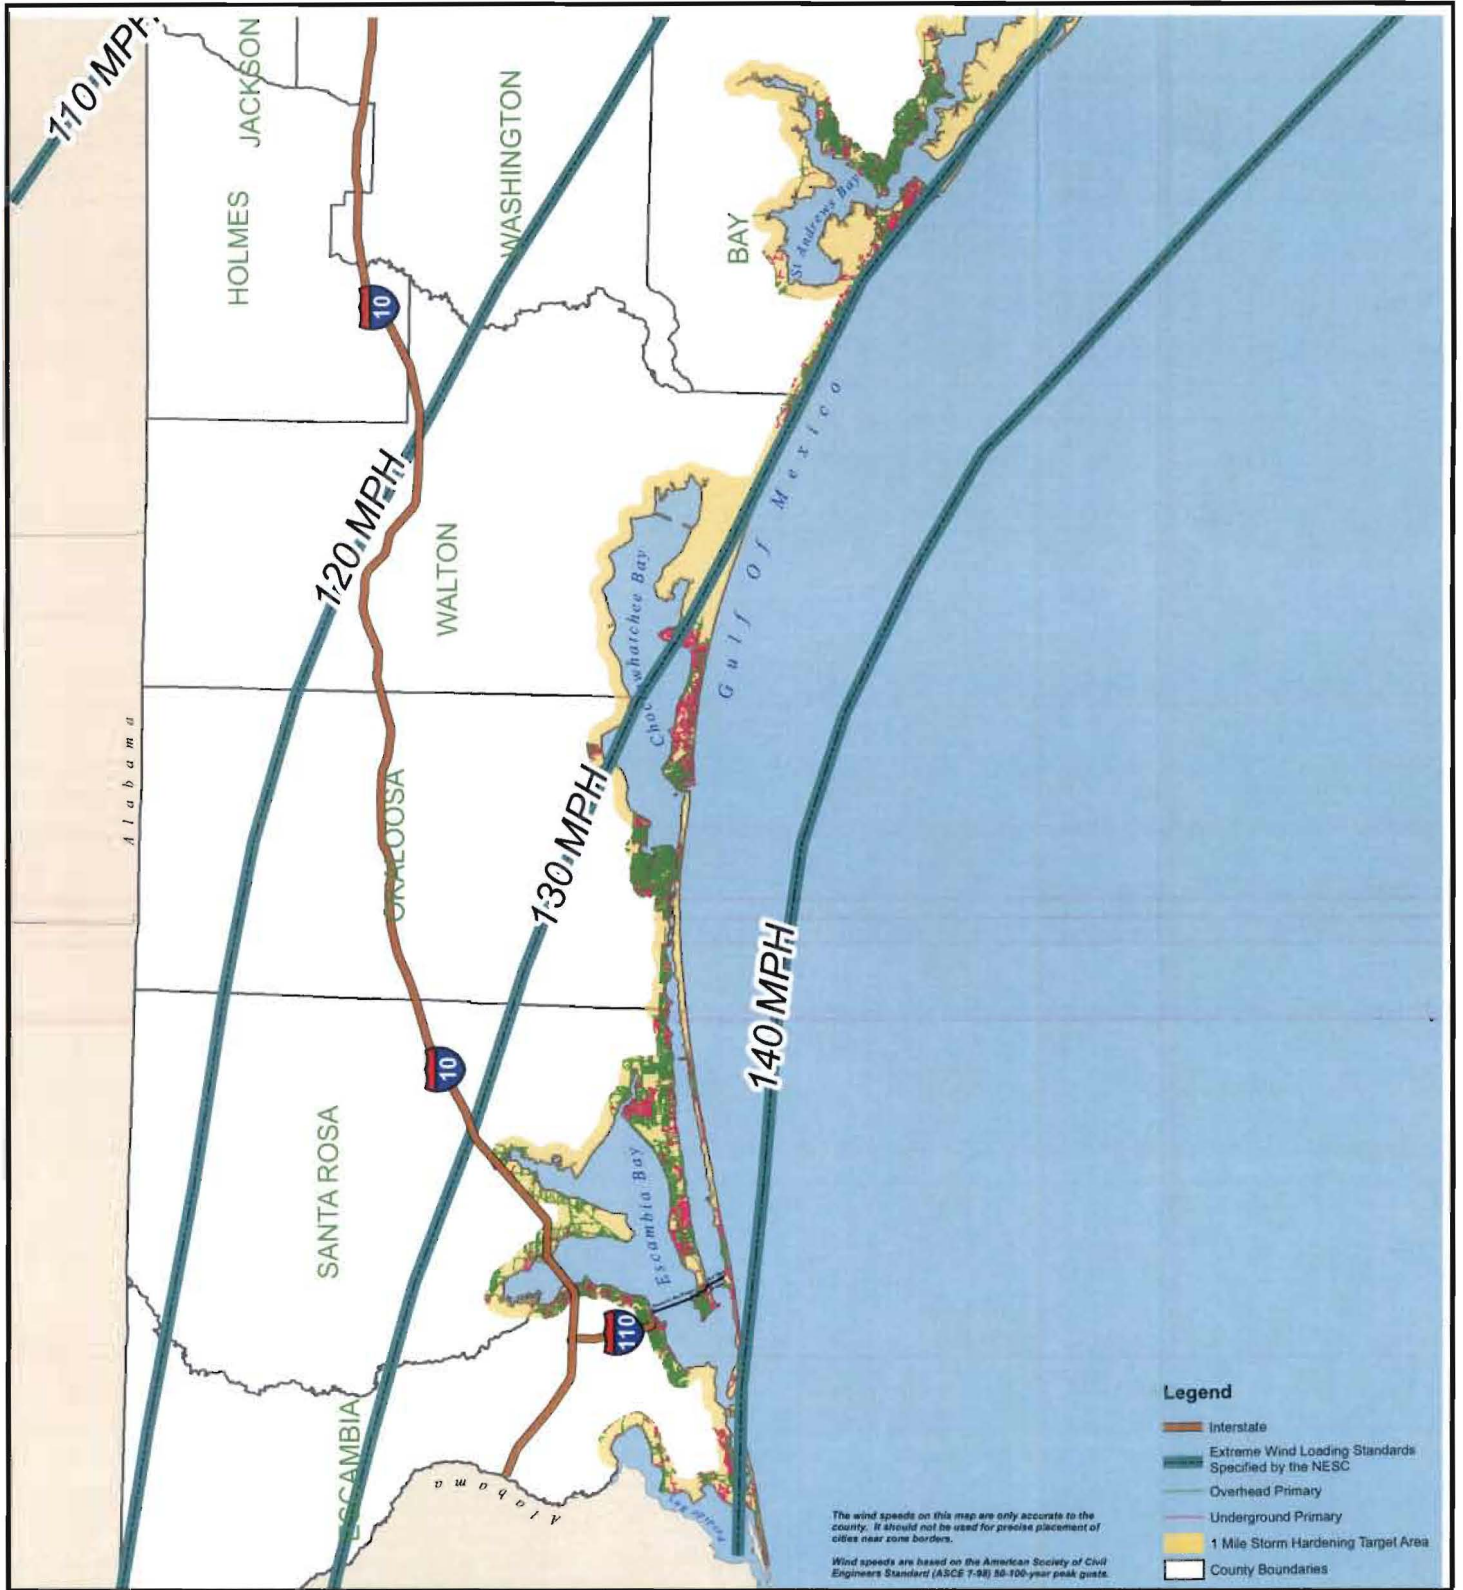 110 MPH
JACKSON
HOLMES
WASHINGTON
BAY
St Andrews Bay
10
120 MPH
WALTON
Choctawhatchee Bay
Gulf Of Mexico
Alabama
OKALOOSA
130 MPH
140 MPH
10
SANTA ROSA
Escambia Bay
110
ESCAMBIA
Alabama
Legend
Interstate
Extreme Wind Loading Standards
Specified by the NESC
Overhead Primary
Underground Primary
1 Mile Storm Hardening Target Area
County Boundaries
The wind speeds on this map are only accurate to the
county. It should not be used for precise placement of
cities near zone borders.
Wind speeds are based on the American Society of Civil
Engineers Standard (ASCE 7-98) 50-100-year peak gusts.